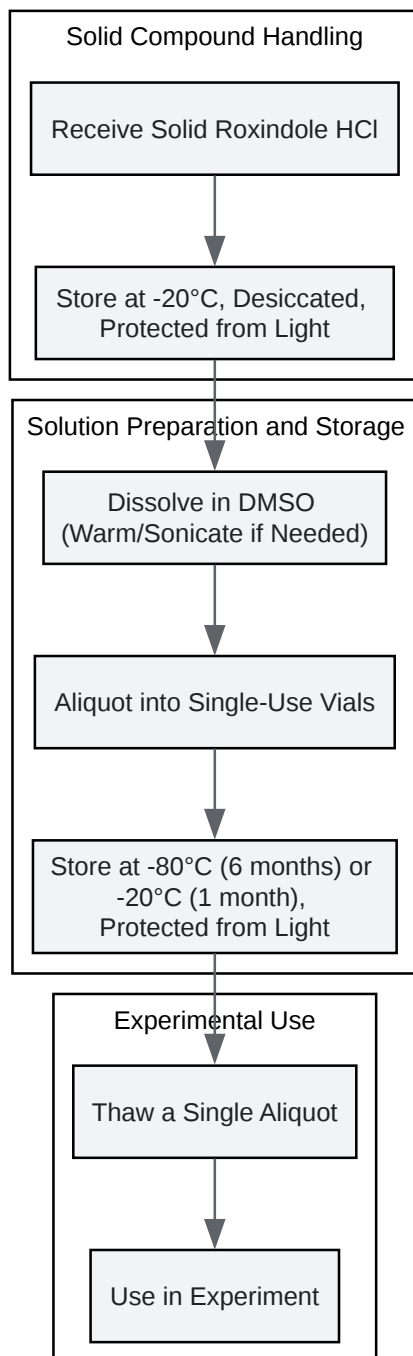 Solid Compound Handling
Receive Solid Roxindole HCl
Store at -20°C, Desiccated,
Protected from Light
Solution Preparation and Storage
Dissolve in DMSO
(Warm/Sonicate if Needed)
Aliquot into Single-Use Vials
Store at -80°C (6 months) or
-20°C (1 month),
Protected from Light
Experimental Use
Thaw a Single Aliquot
Use in Experiment